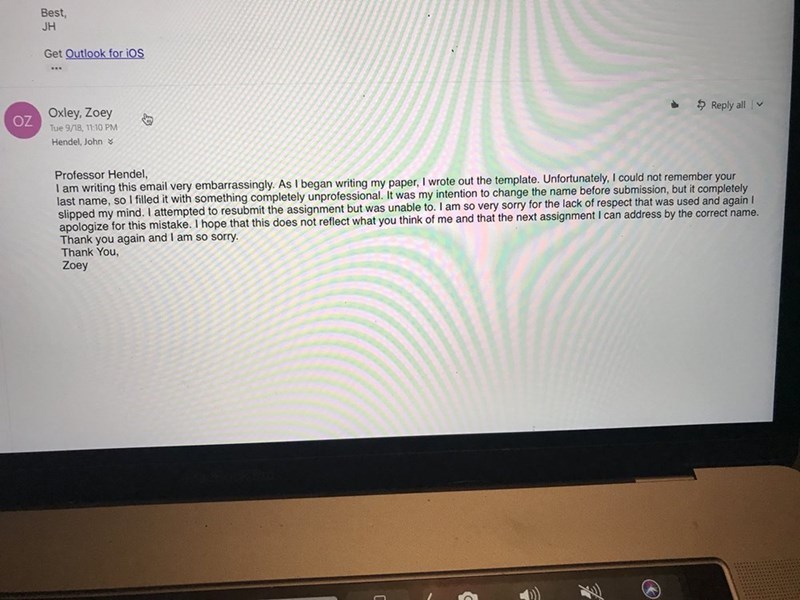 Best,
JH
Get Outlook for iOS
...
OZ
Oxley, Zoey
Tue 9/18, 11:10 PM
Hendel, John
Reply all
Professor Hendel,
I am writing this email very embarrassingly. As I began writing my paper, I wrote out the template. Unfortunately, I could not remember your
last name, so I filled it with something completely unprofessional. It was my intention to change the name before submission, but it completely
slipped my mind. I attempted to resubmit the assignment but was unable to. I am so very sorry for the lack of respect that was used and again I
apologize for this mistake. I hope that this does not reflect what you think of me and that the next assignment I can address by the correct name.
Thank you again and I am so sorry.
Thank You,
Zoey